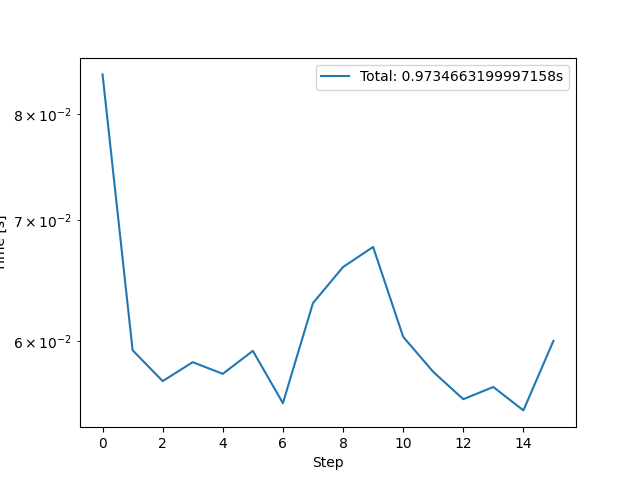 Total: 0.9734663199997158s
8 × 10⁻²
7 × 10⁻²
6 × 10⁻²
[s]
0 2 4 6 8 10 12 14
Step